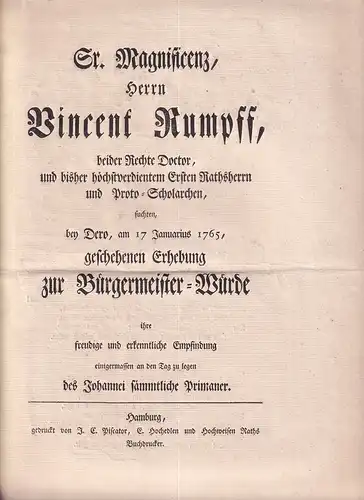 Sr. Magnificenz,
Herrn
Vincent Rumpff,
beider Rechte Doctor,
und bisher höchstverdientem Ersten Rathsherrn
und Proto-Scholarchen,
suchten,
bey Dero, am 17 Januarius 1765,
geschehenen Erhebung
zur Bürgermeister-Würde
ihre
freudige und erkenntliche Empfindung
einigermassen an den Tag zu legen
des Johannei sämmtliche Primaner.
Hamburg,
gedruckt von J. C. Piscator, E. Hochedlen und Hochweisen Raths
Buchdrucker.